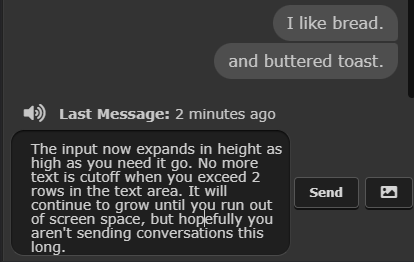 I like bread.
and buttered toast.
Last Message: 2 minutes ago
The input now expands in height as
high as you need it go. No more
text is cutoff when you exceed 2
rows in the text area. It will
continue to grow until you run out
of screen space, but hopefully you
aren't sending conversations this
long.
Send